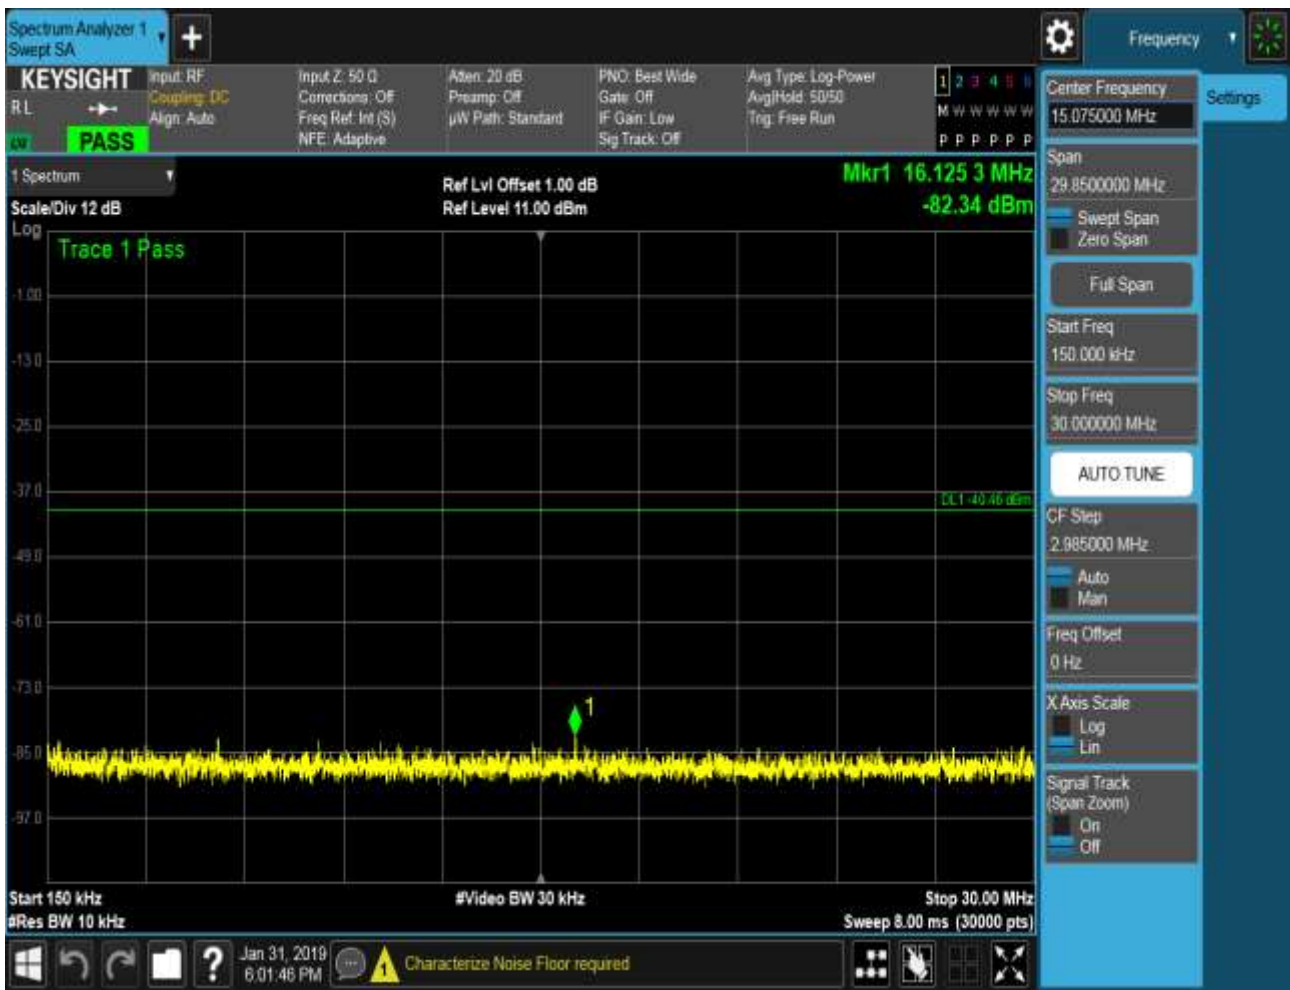 Spectrum Analyzer 1
Swept SA
+
Frequency
KEYSIGHT
Input: RF
Coupling: DC
Align: Auto
Input Z: 50 Ω
Corrections: Off
Freq Ref: Int (S)
NFE: Adaptive
Atten: 20 dB
Preamp: Off
µW Path: Standard
PNO: Best Wide
Gate: Off
IF Gain: Low
Sig Track: Off
Avg Type: Log-Power
Avg|Hold: 50/50
Trig: Free Run
1 2 3 4 5 6
M W W W W W
P P P P P P
R L
PASS
1 Spectrum
Scale/Div 12 dB
Ref Lvl Offset 1.00 dB
Ref Level 11.00 dBm
Mkr1 16.125 3 MHz
-82.34 dBm
Log
Trace 1 Pass
-1.00
-13.0
-25.0
-37.0
DL1 -40.46 dBm
-49.0
-61.0
-73.0
1
-85.0
-97.0
Start 150 kHz
#Video BW 30 kHz
Stop 30.00 MHz
#Res BW 10 kHz
Sweep 8.00 ms (30000 pts)
Center Frequency
15.075000 MHz
Settings
Span
29.8500000 MHz
Swept Span
Zero Span
Full Span
Start Freq
150.000 kHz
Stop Freq
30.000000 MHz
AUTO TUNE
CF Step
2.985000 MHz
Auto
Man
Freq Offset
0 Hz
X Axis Scale
Log
Lin
Signal Track
(Span Zoom)
On
Off
?
Jan 31, 2019
6:01:46 PM
1
Characterize Noise Floor required